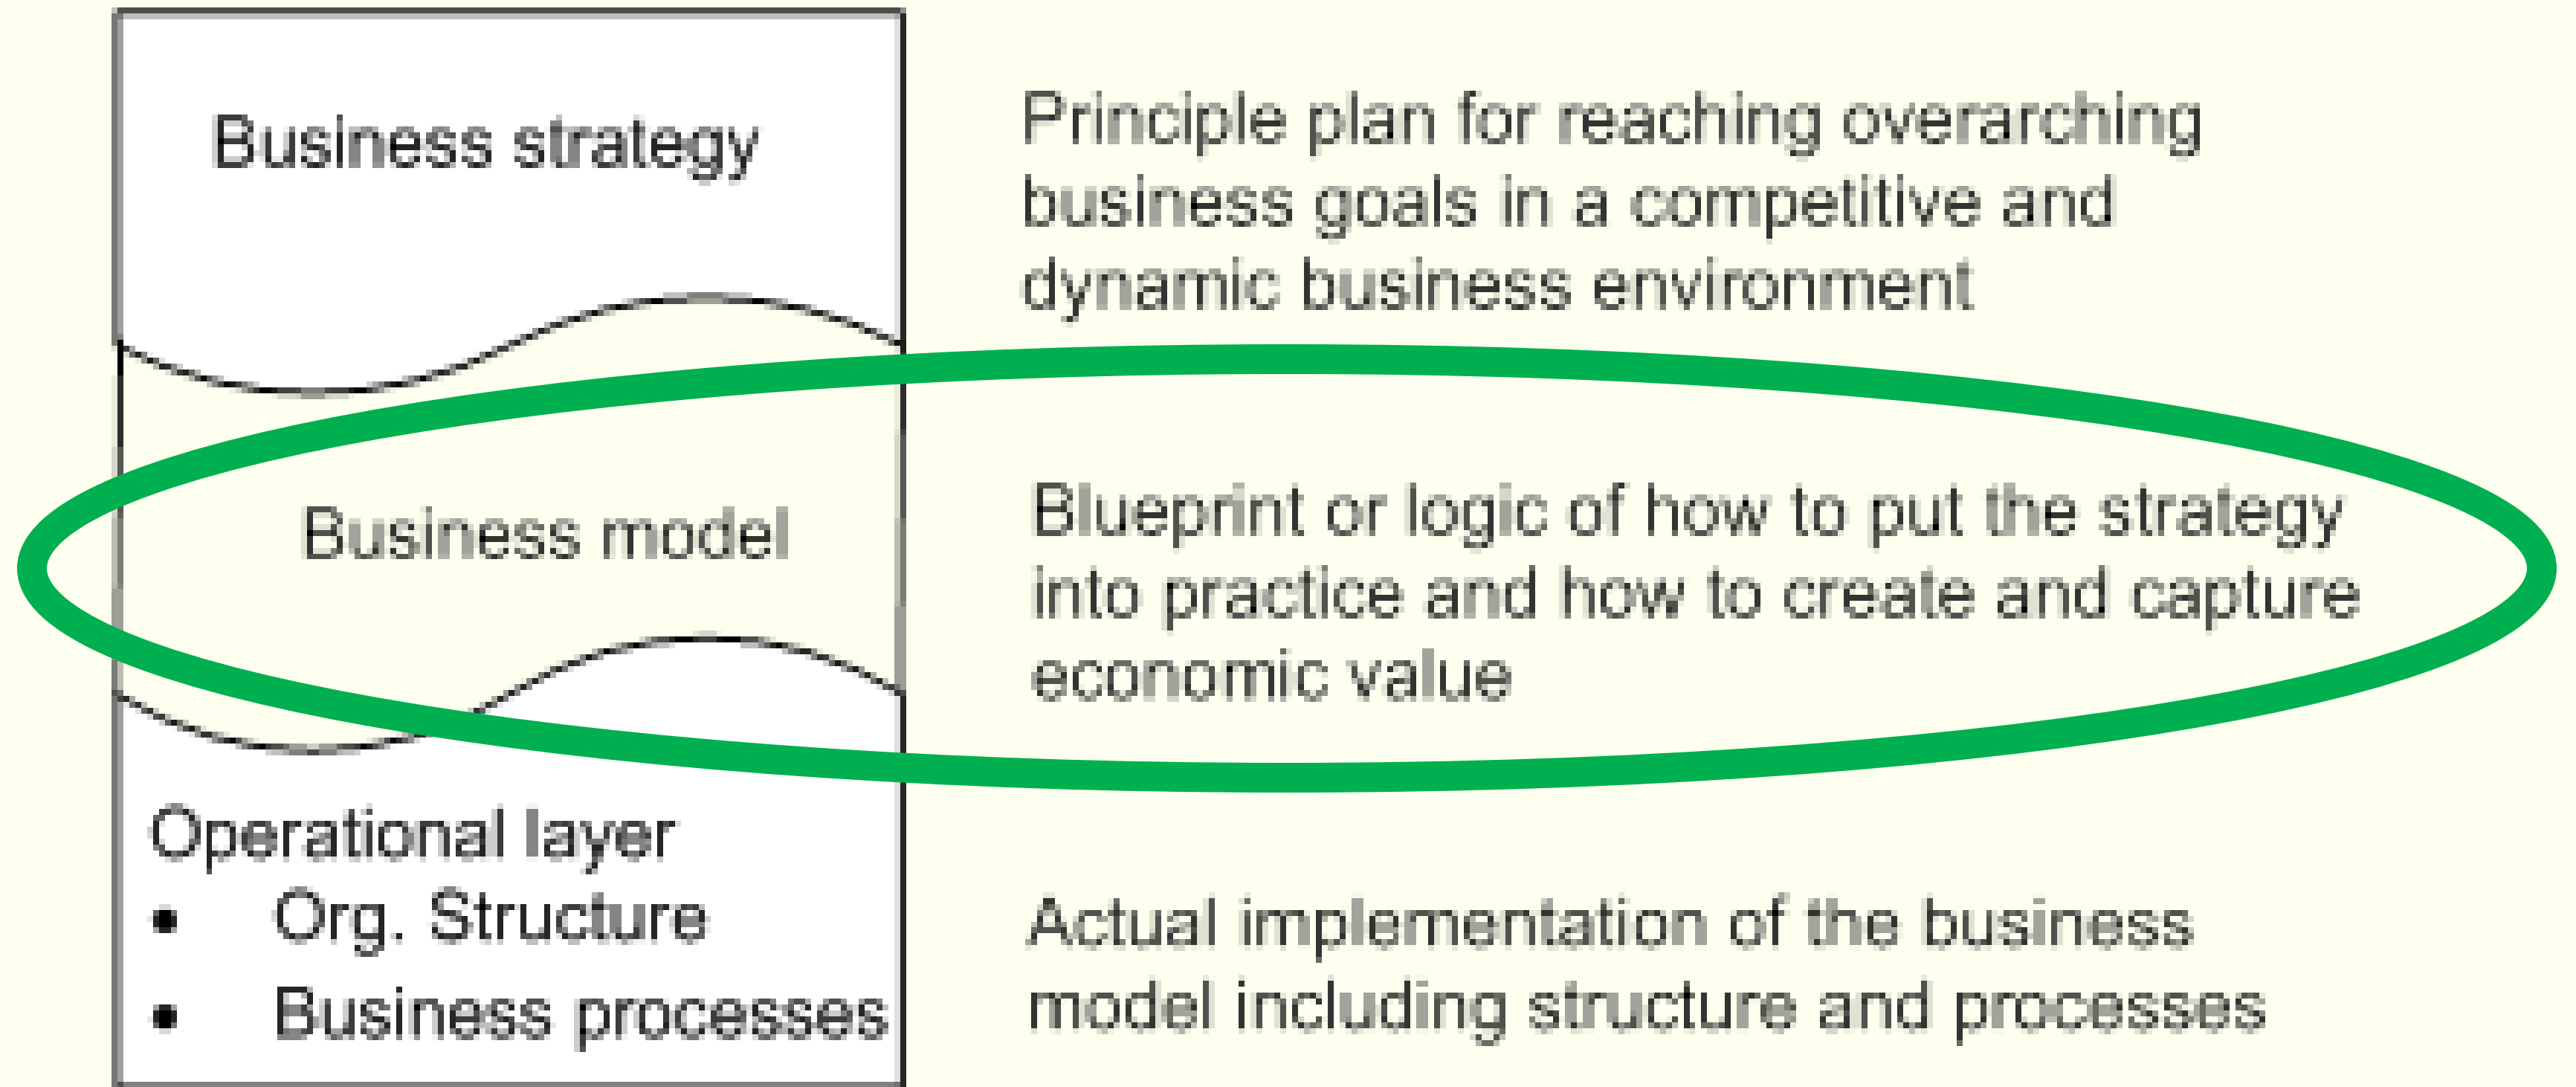 Business strategy
Principle plan for reaching overarching
business goals in a competitive and
dynamic business environment
Business model
Blueprint or logic of how to put the strategy
into practice and how to create and capture
economic value
Operational layer
• Org. Structure
• Business processes
Actual implementation of the business
model including structure and processes